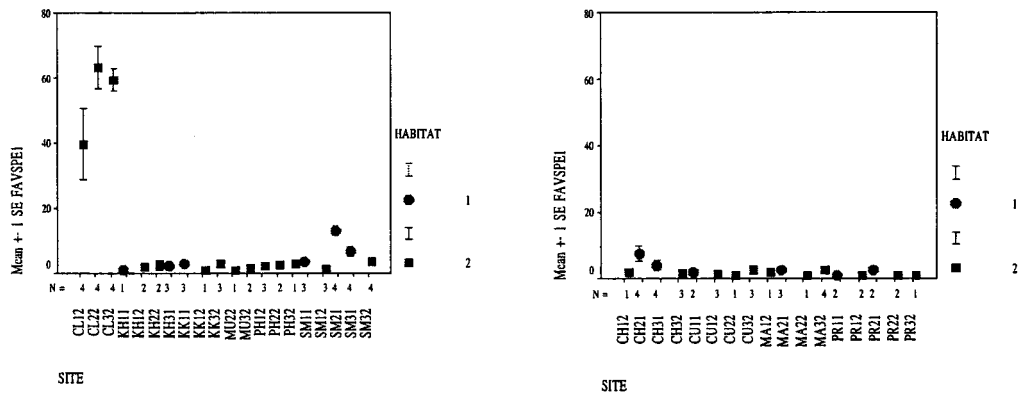 80
60
40
20
0
Mean +- 1 SE FAVSPE1
N = 4 4 4 1 2 2 3 3 1 3 1 2 3 2 1 3 3 4 4 4
CL12 CL22 CL32 KH11 KH12 KH22 KH31 KK11 KK12 KK32 MU22 MU32 PH12 PH22 PH32 SM11 SM12 SM21 SM31 SM32
SITE
HABITAT
1
2
80
60
40
20
0
Mean +- 1 SE FAVSPE1
N = 1 4 4 3 2 3 1 3 1 3 1 4 2 1 2 2 1
CH12 CH21 CH31 CH32 CU11 CU12 CU22 CU32 MA12 MA21 MA22 MA32 PR11 PR12 PR21 PR22 PR32
SITE
HABITAT
1
2